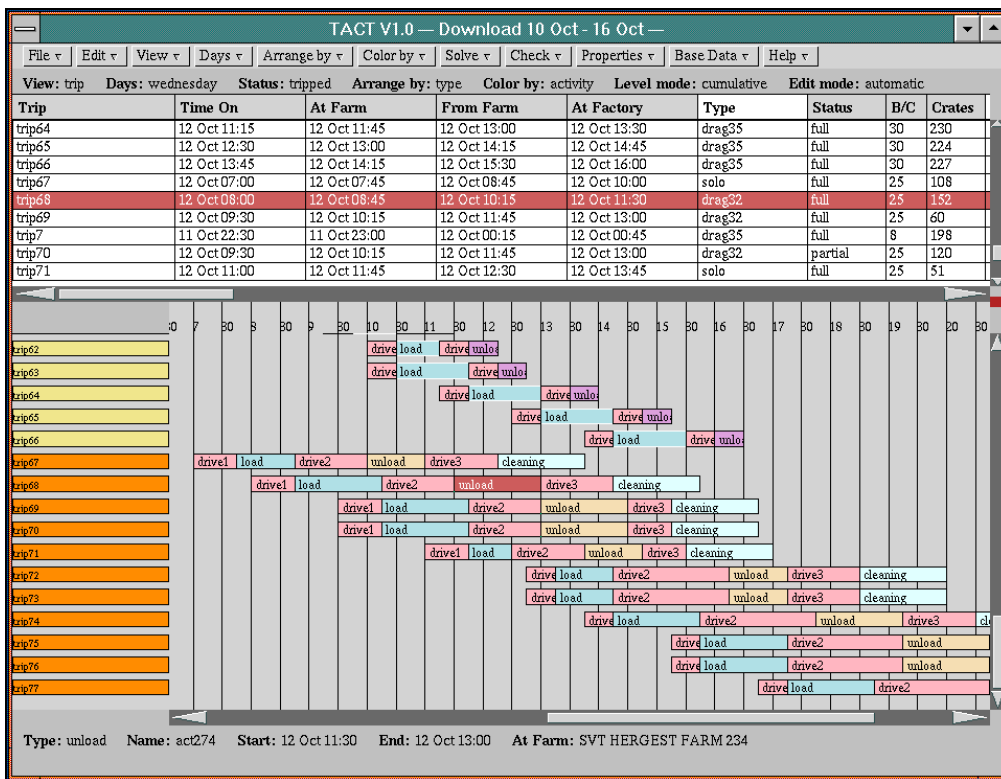 TACT V1.0 — Download 10 Oct - 16 Oct —
File Edit View Days Arrange by Color by Solve Check Properties Base Data Help
View: trip Days: wednesday Status: tripped Arrange by: type Color by: activity Level mode: cumulative Edit mode: automatic
Trip Time On At Farm From Farm At Factory Type Status B/C Crates
trip64 12 Oct 11:15 12 Oct 11:45 12 Oct 13:00 12 Oct 13:30 drag35 full 30 230
trip65 12 Oct 12:30 12 Oct 13:00 12 Oct 14:15 12 Oct 14:45 drag35 full 30 224
trip66 12 Oct 13:45 12 Oct 14:15 12 Oct 15:30 12 Oct 16:00 drag35 full 30 227
trip67 12 Oct 07:00 12 Oct 07:45 12 Oct 08:45 12 Oct 10:00 solo full 25 108
trip68 12 Oct 08:00 12 Oct 08:45 12 Oct 10:15 12 Oct 11:30 drag32 full 25 152
trip69 12 Oct 09:30 12 Oct 10:15 12 Oct 11:45 12 Oct 13:00 drag32 full 25 60
trip7 11 Oct 22:30 11 Oct 23:00 12 Oct 00:15 12 Oct 00:45 drag35 full 8 198
trip70 12 Oct 09:30 12 Oct 10:15 12 Oct 11:45 12 Oct 13:00 drag32 partial 25 120
trip71 12 Oct 11:00 12 Oct 11:45 12 Oct 12:30 12 Oct 13:45 solo full 25 51
30 7 30 8 30 9 30 10 30 11 30 12 30 13 30 14 30 15 30 16 30 17 30 18 30 19 30 20 30
trip62 drive load drive unloa
trip63 drive load drive unloa
trip64 drive load drive unloa
trip65 drive load drive unloa
trip66 drive load drive unloa
trip67 drive1 load drive2 unload drive3 cleaning
trip68 drive1 load drive2 unload drive3 cleaning
trip69 drive1 load drive2 unload drive3 cleaning
trip70 drive1 load drive2 unload drive3 cleaning
trip71 drive1 load drive2 unload drive3 cleaning
trip72 drive load drive2 unload drive3 cleaning
trip73 drive load drive2 unload drive3 cleaning
trip74 drive load drive2 unload drive3 cl
trip75 drive load drive2 unload
trip76 drive load drive2 unload
trip77 drive load drive2
Type: unload Name: act274 Start: 12 Oct 11:30 End: 12 Oct 13:00 At Farm: SVT HERGEST FARM 234